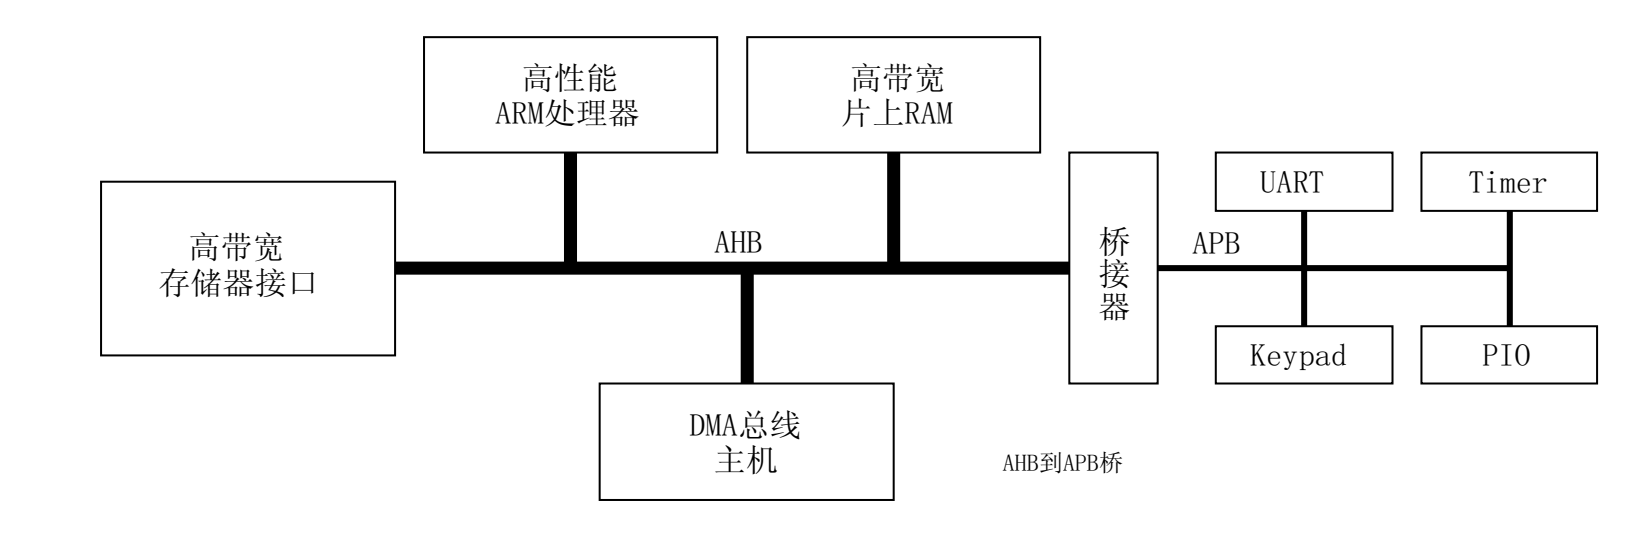 高性能
ARM处理器
高带宽
片上RAM
高带宽
存储器接口
AHB
桥接器
APB
UART
Timer
Keypad
PIO
DMA总线
主机
AHB到APB桥